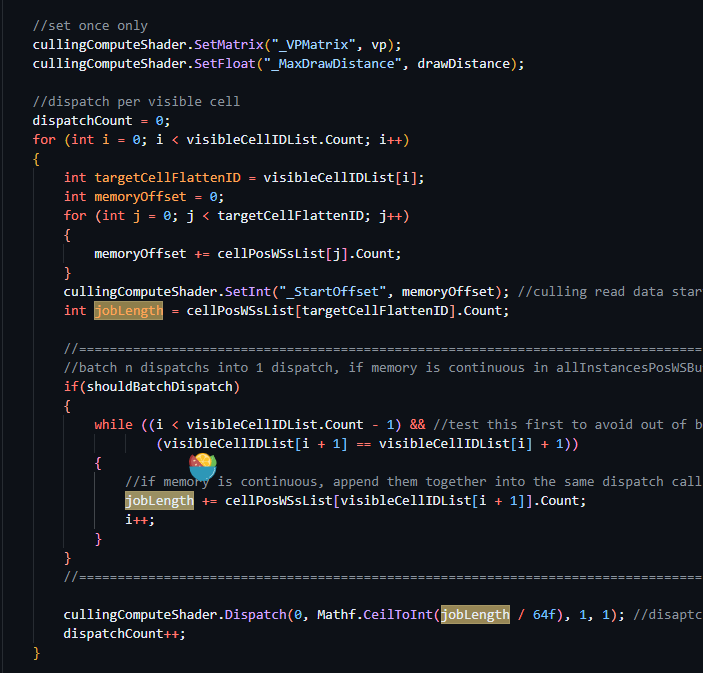 //set once only
cullingComputeShader.SetMatrix("_VPMatrix", vp);
cullingComputeShader.SetFloat("_MaxDrawDistance", drawDistance);
//dispatch per visible cell
dispatchCount = 0;
for (int i = 0; i < visibleCellIDList.Count; i++)
{
int targetCellFlattenID = visibleCellIDList[i];
int memoryOffset = 0;
for (int j = 0; j < targetCellFlattenID; j++)
{
memoryOffset += cellPosWSsList[j].Count;
}
cullingComputeShader.SetInt("_StartOffset", memoryOffset); //culling read data star
int jobLength = cellPosWSsList[targetCellFlattenID].Count;
//==================================================================================
//batch n dispatchs into 1 dispatch, if memory is continuous in allInstancesPosWSBu
if(shouldBatchDispatch)
{
while ((i < visibleCellIDList.Count - 1) && //test this first to avoid out of b
(visibleCellIDList[i + 1] == visibleCellIDList[i] + 1))
{
//if memory is continuous, append them together into the same dispatch call
jobLength += cellPosWSsList[visibleCellIDList[i + 1]].Count;
i++;
}
}
//==================================================================================
cullingComputeShader.Dispatch(0, Mathf.CeilToInt(jobLength / 64f), 1, 1); //disaptc
dispatchCount++;
}